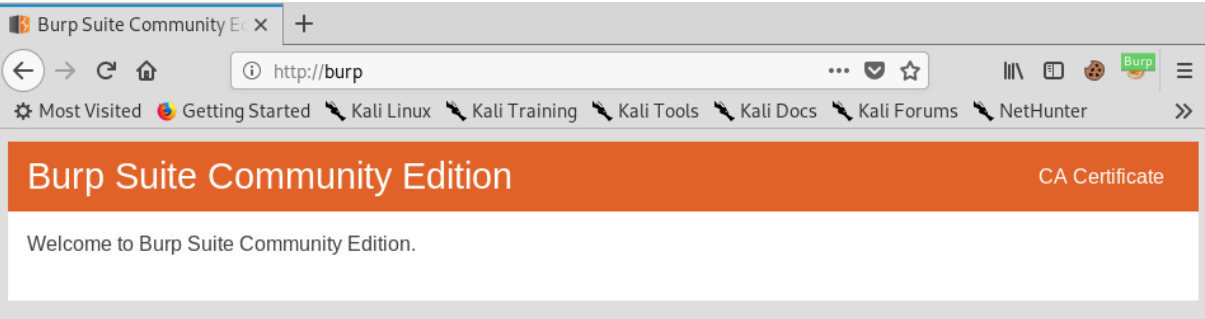 Burp Suite Community Ed
http://burp
Burp
Most Visited Getting Started Kali Linux Kali Training Kali Tools Kali Docs Kali Forums NetHunter
Burp Suite Community Edition CA Certificate
Welcome to Burp Suite Community Edition.